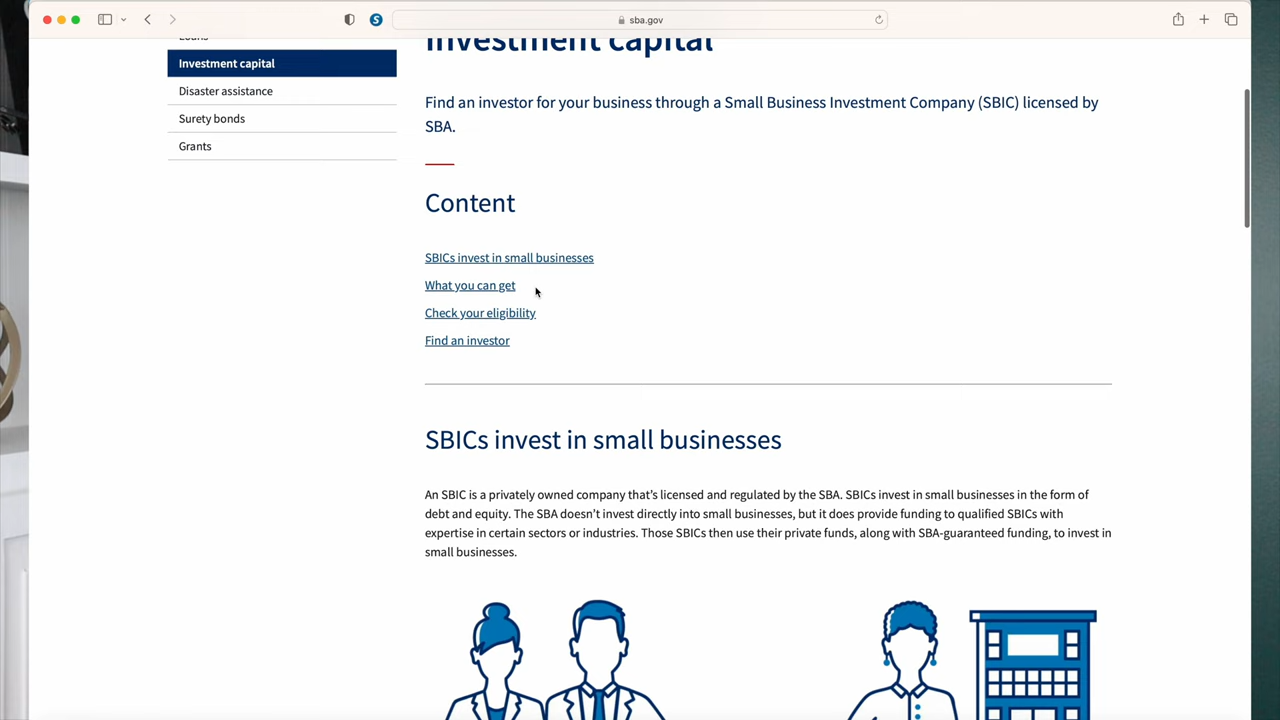 sba.gov
Loans
Investment capital
Disaster assistance
Surety bonds
Grants
Investment capital
Find an investor for your business through a Small Business Investment Company (SBIC) licensed by
SBA.
Content
SBICs invest in small businesses
What you can get
Check your eligibility
Find an investor
SBICs invest in small businesses
An SBIC is a privately owned company that's licensed and regulated by the SBA. SBICs invest in small businesses in the form of
debt and equity. The SBA doesn't invest directly into small businesses, but it does provide funding to qualified SBICs with
expertise in certain sectors or industries. Those SBICs then use their private funds, along with SBA-guaranteed funding, to invest in
small businesses.